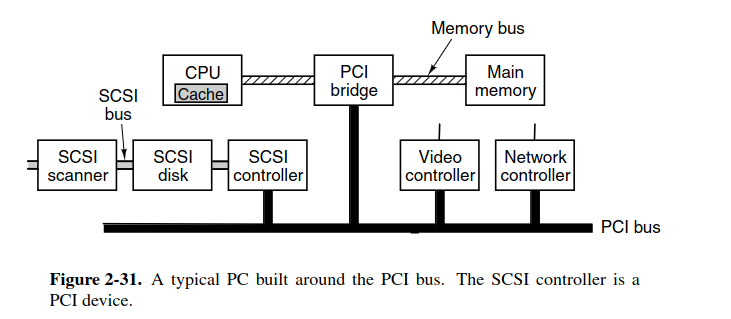 Memory bus
CPU
Cache
PCI
bridge
Main
memory
SCSI
bus
SCSI
scanner
SCSI
disk
SCSI
controller
Video
controller
Network
controller
PCI bus
Figure 2-31. A typical PC built around the PCI bus. The SCSI controller is a
PCI device.